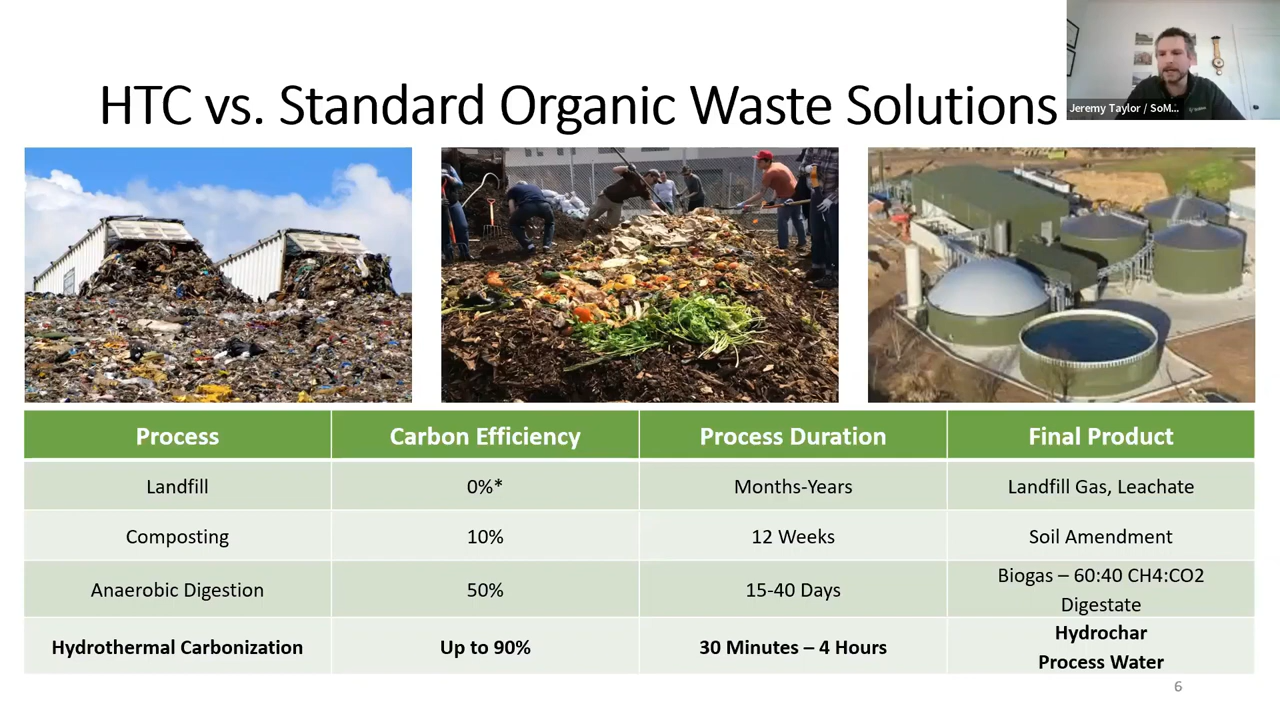 HTC vs. Standard Organic Waste Solutions
Jeremy Taylor / SoM...
Process Carbon Efficiency Process Duration Final Product
Landfill 0%* Months-Years Landfill Gas, Leachate
Composting 10% 12 Weeks Soil Amendment
Anaerobic Digestion 50% 15-40 Days Biogas – 60:40 CH4:CO2
Digestate
Hydrothermal Carbonization Up to 90% 30 Minutes – 4 Hours Hydrochar
Process Water
6